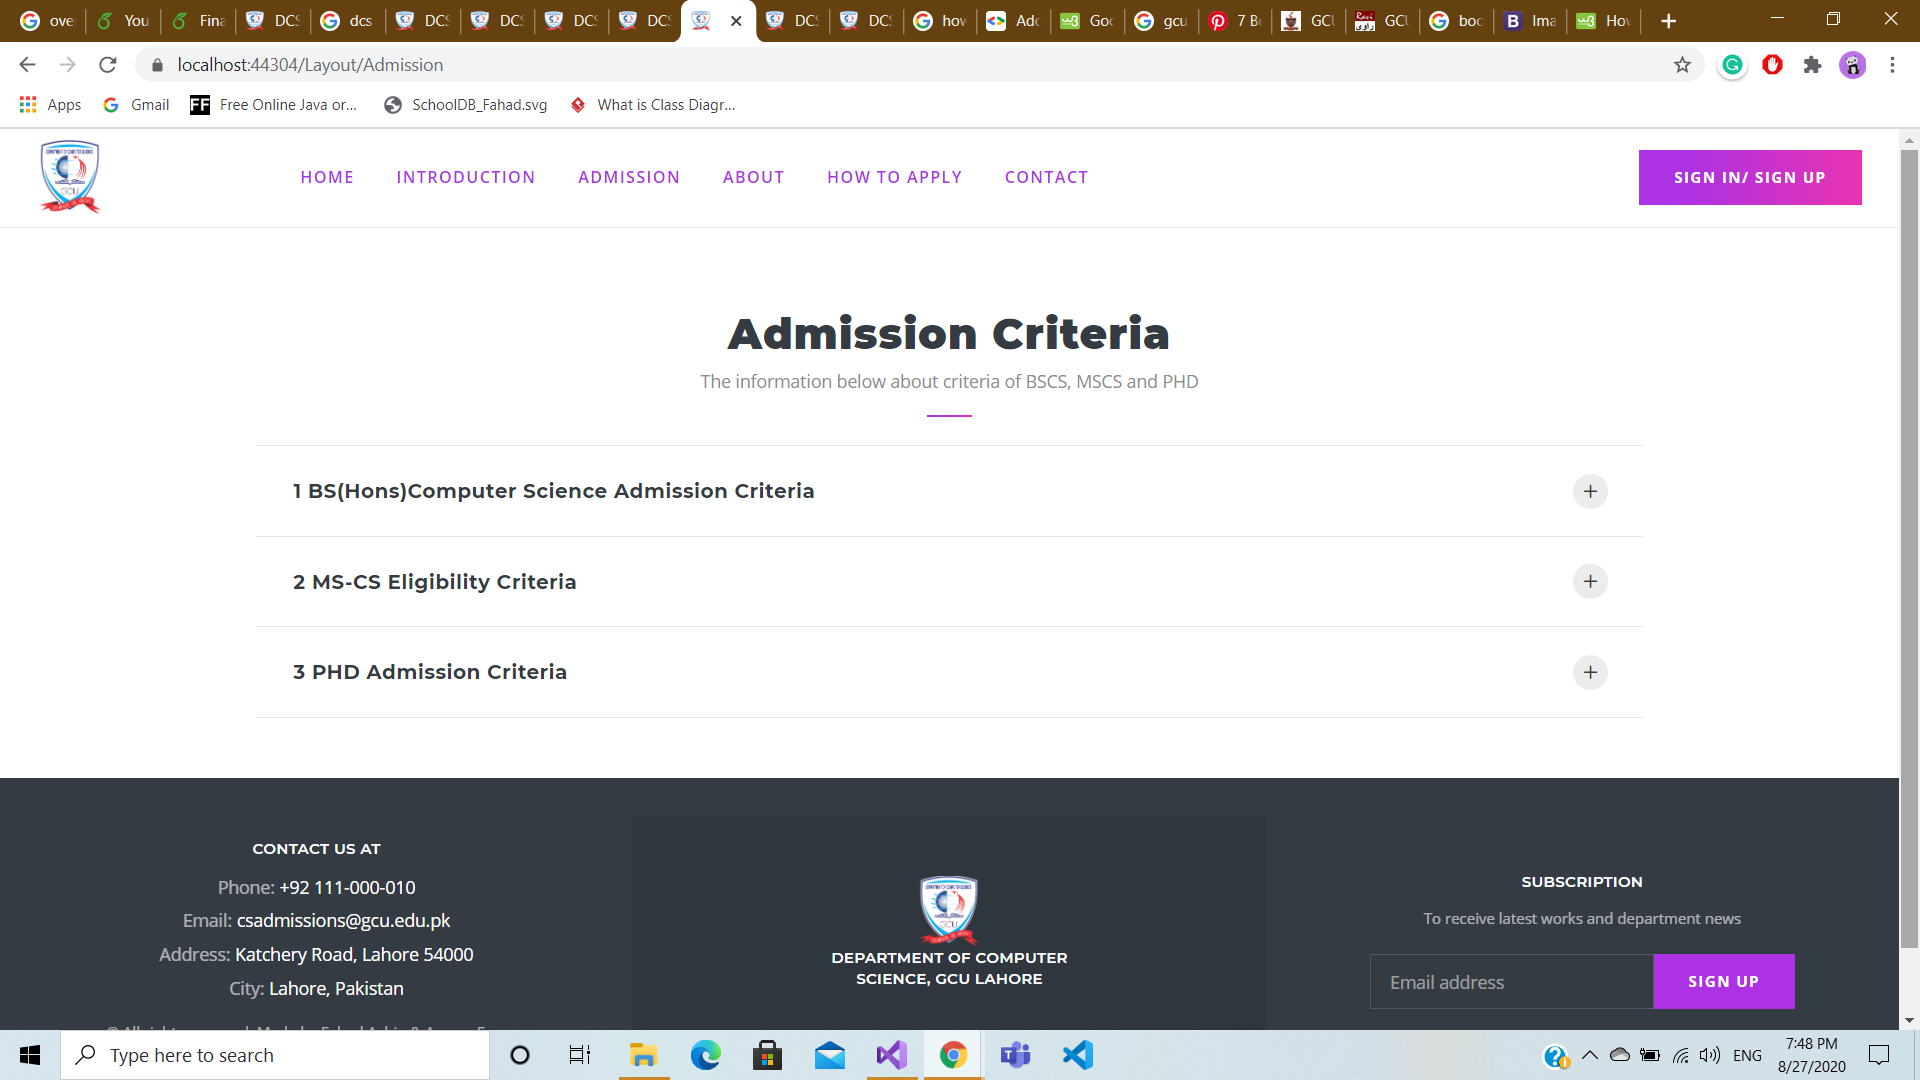 ove
You
Fina
DCS
dcs
DCS
DCS
DCS
DCS
DCS
DCS
how
Add
Goo
gcu
7 Be
GCU
GCU
boo
Ima
How
localhost:44304/Layout/Admission
Apps
Gmail
FF Free Online Java or...
SchoolDB_Fahad.svg
What is Class Diagr...
HOME
INTRODUCTION
ADMISSION
ABOUT
HOW TO APPLY
CONTACT
SIGN IN/ SIGN UP
Admission Criteria
The information below about criteria of BSCS, MSCS and PHD
1 BS(Hons)Computer Science Admission Criteria
2 MS-CS Eligibility Criteria
3 PHD Admission Criteria
CONTACT US AT
Phone: +92 111-000-010
Email: csadmissions@gcu.edu.pk
Address: Katchery Road, Lahore 54000
City: Lahore, Pakistan
GCU
DEPARTMENT OF COMPUTER
SCIENCE, GCU LAHORE
SUBSCRIPTION
To receive latest works and department news
Email address
SIGN UP
Type here to search
ENG
7:48 PM
8/27/2020